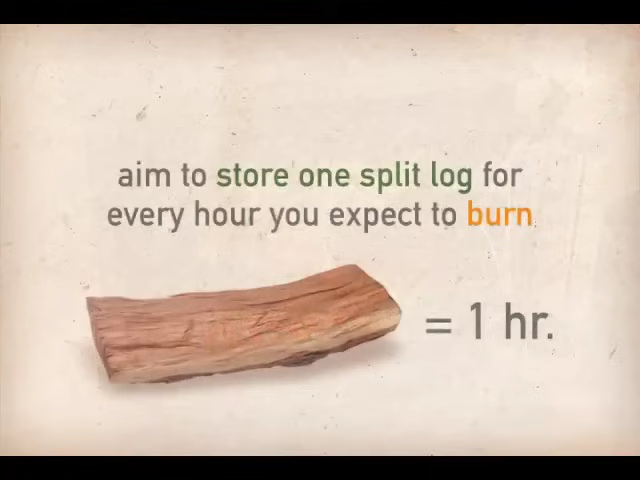 aim to store one split log for
every hour you expect to burn
= 1 hr.